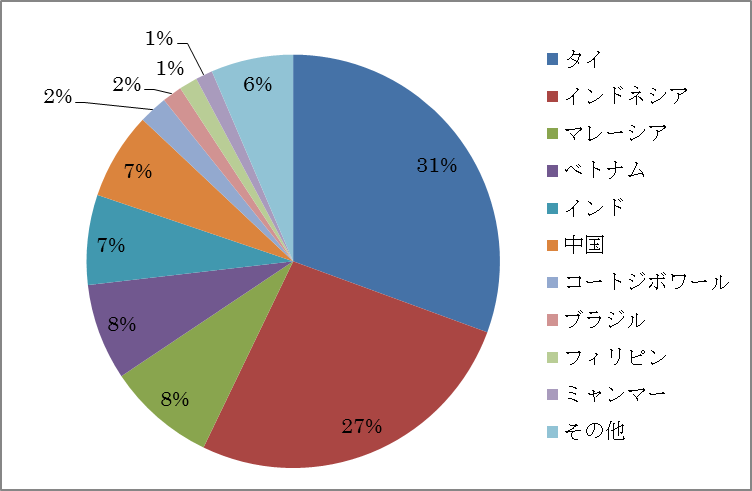 31%
27%
8%
8%
7%
7%
2%
2%
1%
1%
6%
タイ
インドネシア
マレーシア
ベトナム
インド
中国
コートジボワール
ブラジル
フィリピン
ミャンマー
その他